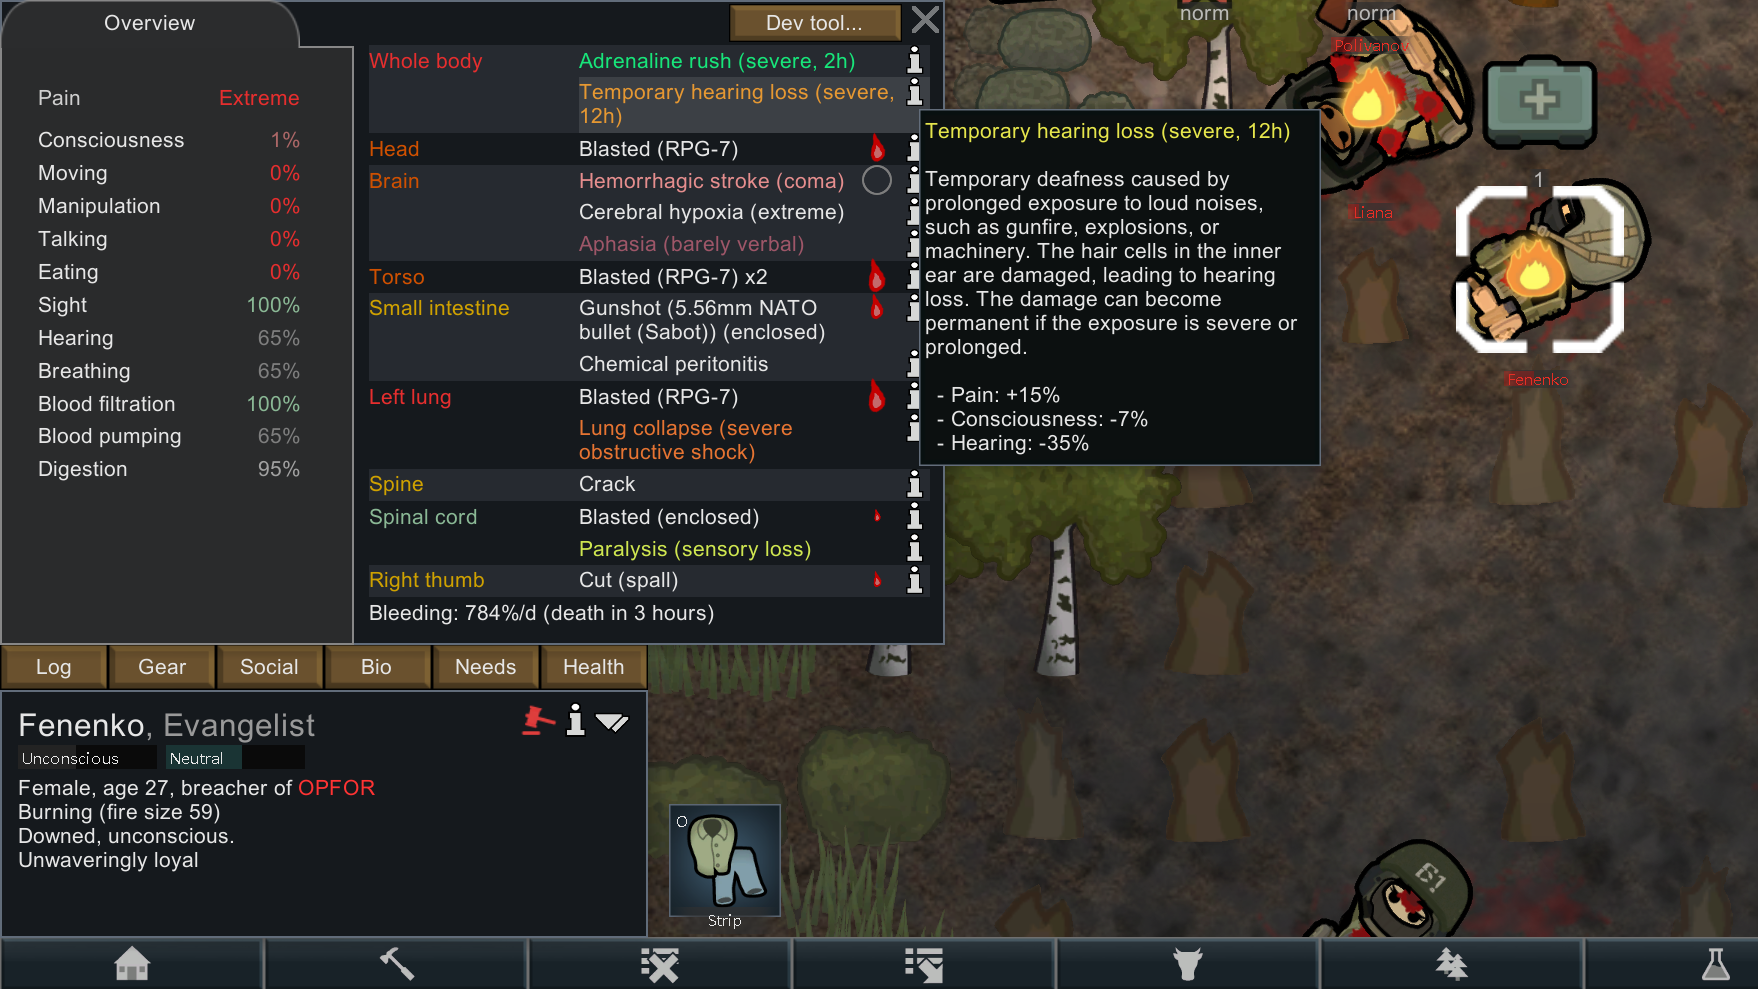 Overview
Dev tool...
Pain Extreme
Consciousness 1%
Moving 0%
Manipulation 0%
Talking 0%
Eating 0%
Sight 100%
Hearing 65%
Breathing 65%
Blood filtration 100%
Blood pumping 65%
Digestion 95%
Whole body Adrenaline rush (severe, 2h)
Temporary hearing loss (severe,
12h)
Head Blasted (RPG-7)
Brain Hemorrhagic stroke (coma)
Cerebral hypoxia (extreme)
Aphasia (barely verbal)
Torso Blasted (RPG-7) x2
Small intestine Gunshot (5.56mm NATO
bullet (Sabot)) (enclosed)
Chemical peritonitis
Left lung Blasted (RPG-7)
Lung collapse (severe
obstructive shock)
Spine Crack
Spinal cord Blasted (enclosed)
Paralysis (sensory loss)
Right thumb Cut (spall)
Bleeding: 784%/d (death in 3 hours)
Temporary hearing loss (severe, 12h)
Temporary deafness caused by
prolonged exposure to loud noises,
such as gunfire, explosions, or
machinery. The hair cells in the inner
ear are damaged, leading to hearing
loss. The damage can become
permanent if the exposure is severe or
prolonged.
- Pain: +15%
- Consciousness: -7%
- Hearing: -35%
norm
norm
Polivanov
Liana
1
Fenenko
Log
Gear
Social
Bio
Needs
Health
Fenenko, Evangelist
Unconscious
Neutral
Female, age 27, breacher of OPFOR
Burning (fire size 59)
Downed, unconscious.
Unwaveringly loyal
Strip